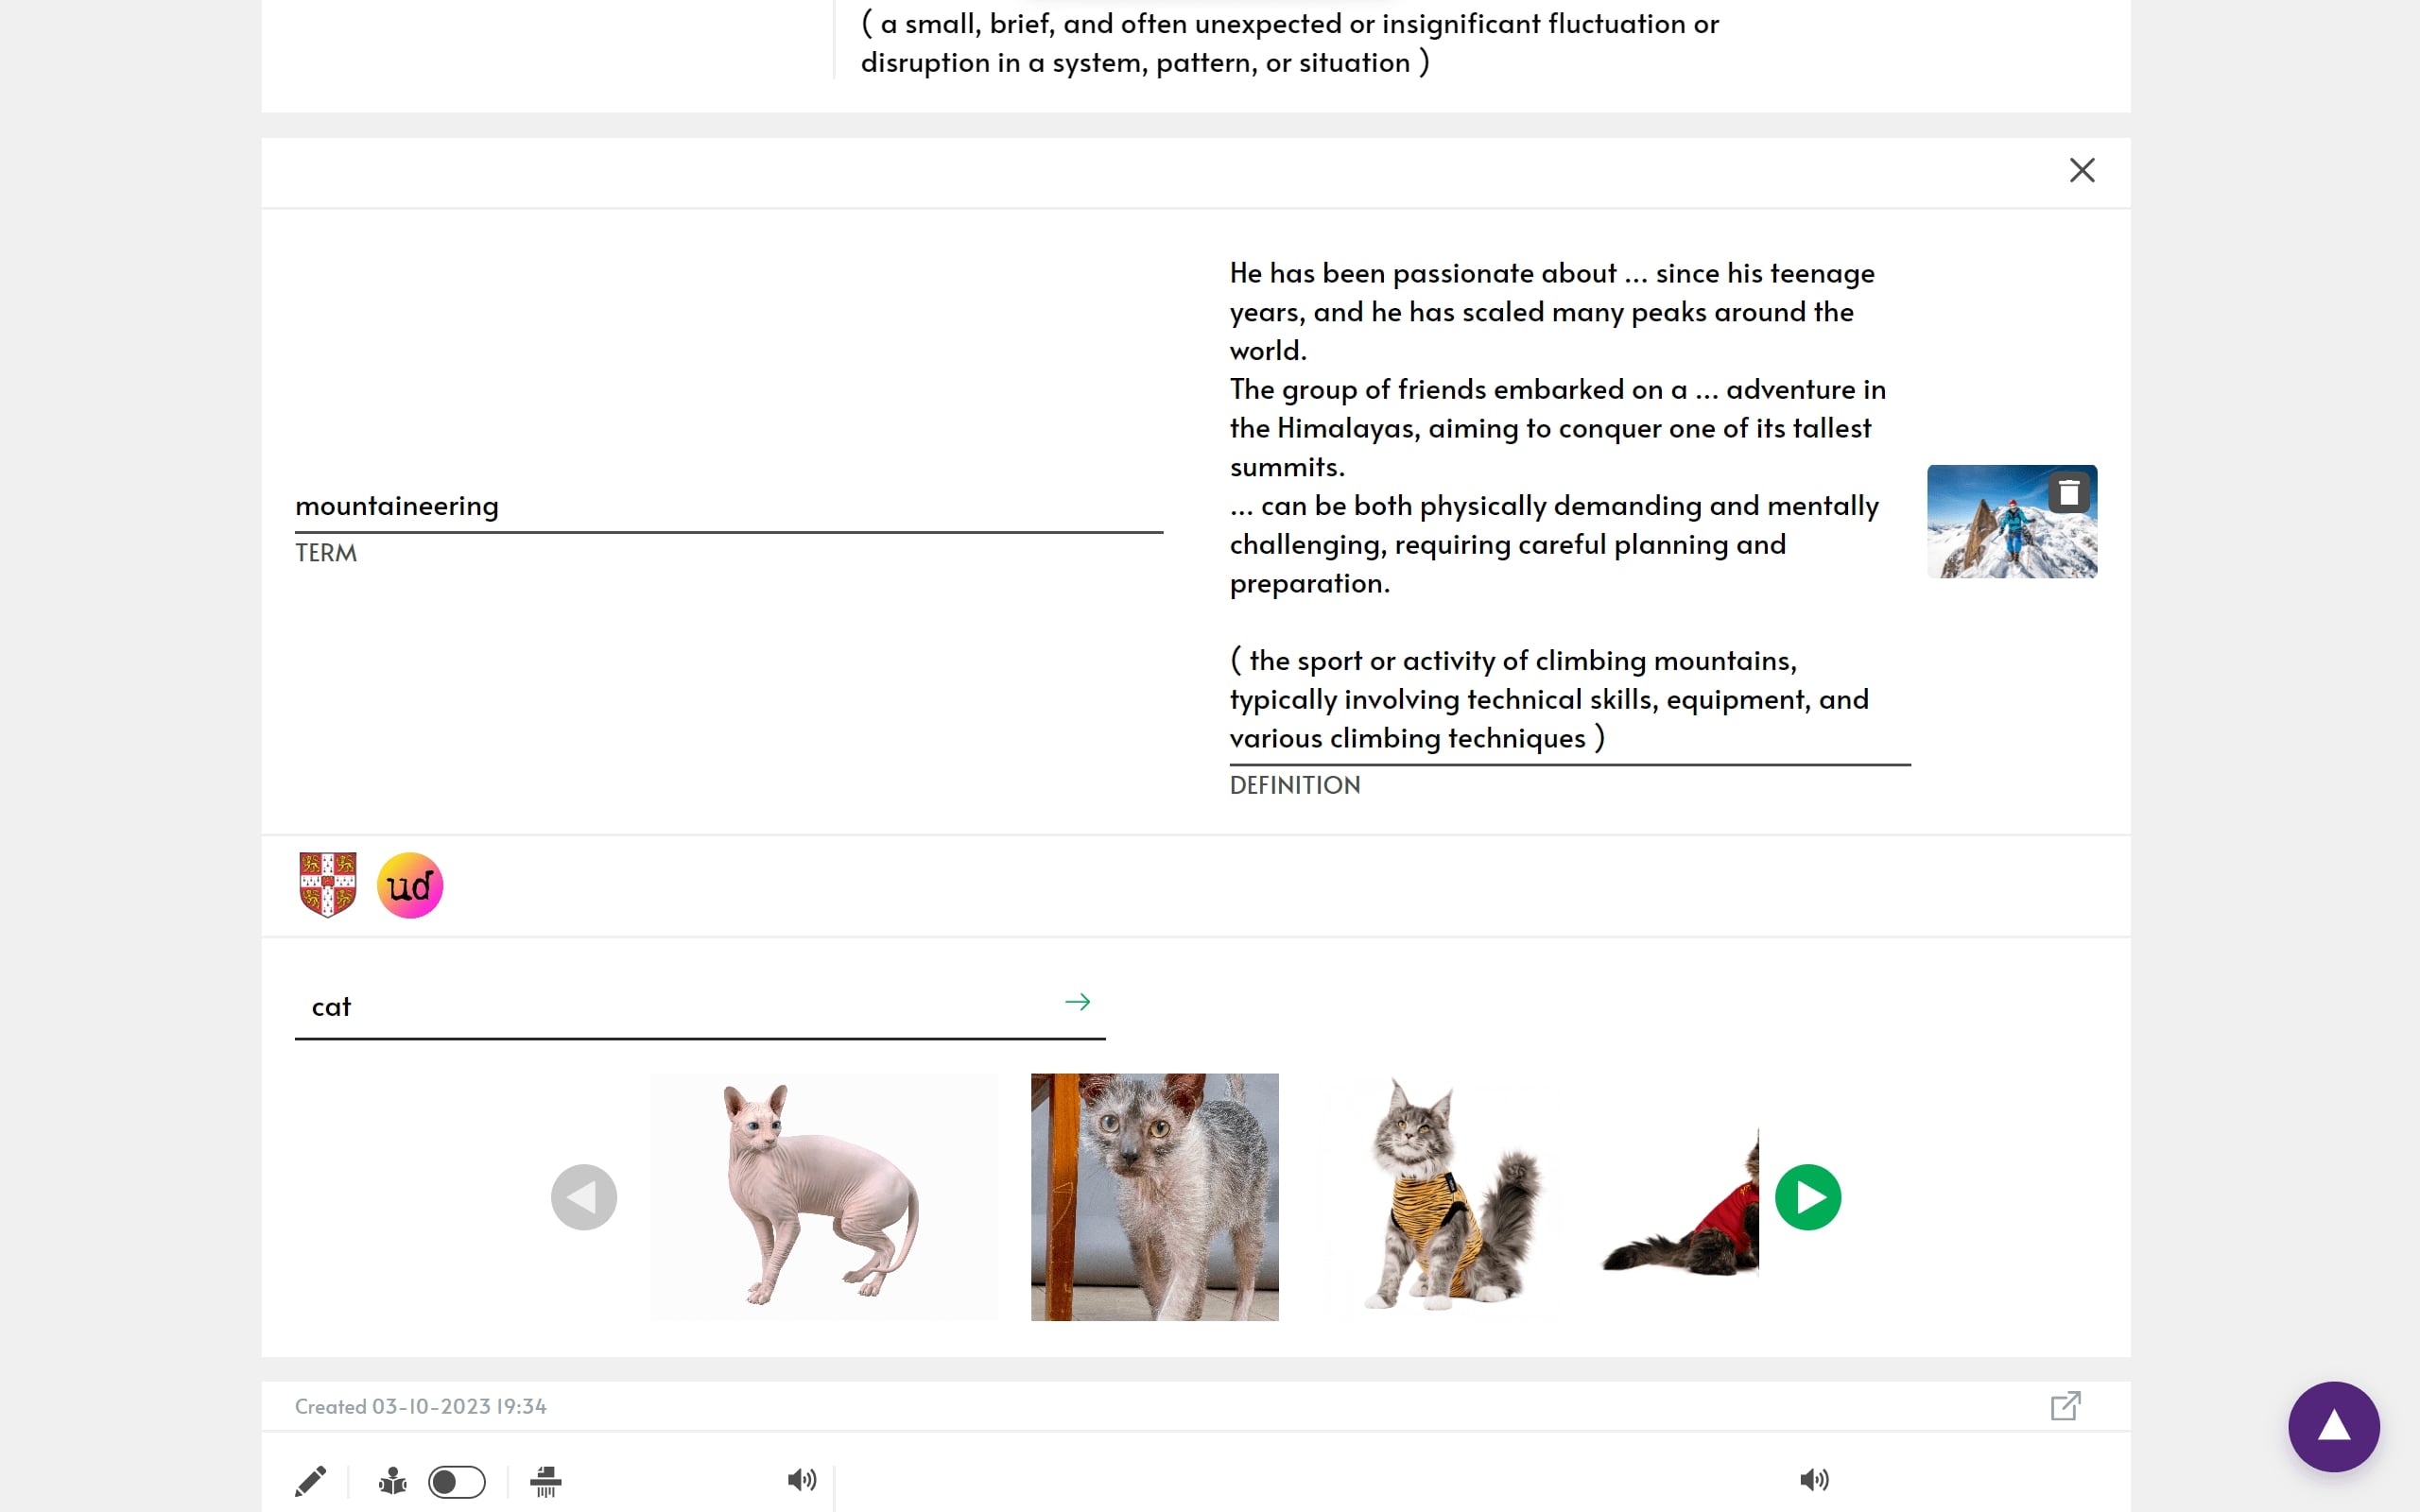 ( a small, brief, and often unexpected or insignificant fluctuation or
disruption in a system, pattern, or situation )
He has been passionate about ... since his teenage
years, and he has scaled many peaks around the
world.
The group of friends embarked on a ... adventure in
the Himalayas, aiming to conquer one of its tallest
summits.
... can be both physically demanding and mentally
challenging, requiring careful planning and
preparation.
( the sport or activity of climbing mountains,
typically involving technical skills, equipment, and
various climbing techniques )
mountaineering
TERM
DEFINITION
ud
cat
Created 03-10-2023 19:34